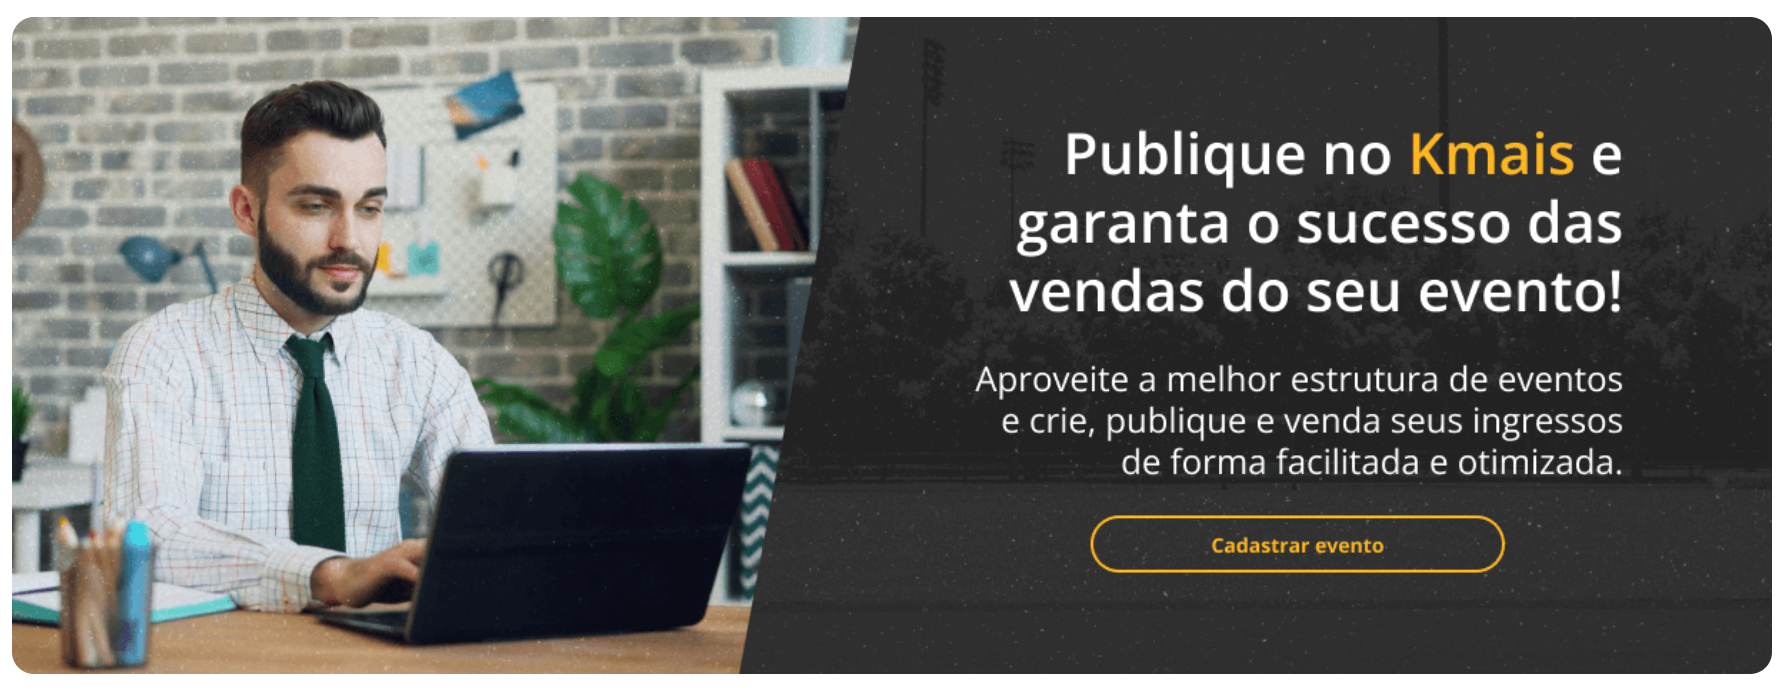 Publique no Kmais e
garanta o sucesso das
vendas do seu evento!
Aproveite a melhor estrutura de eventos
e crie, publique e venda seus ingressos
de forma facilitada e otimizada.
Cadastrar evento